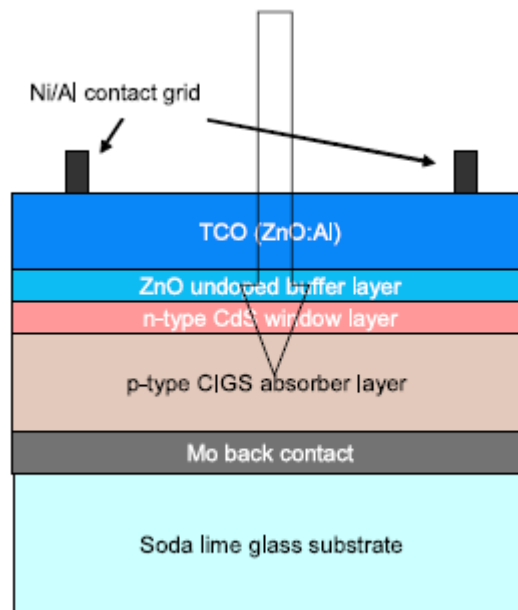 Ni/Al contact grid
TCO (ZnO:Al)
ZnO undoped buffer layer
n-type CdS window layer
p-type CIGS absorber layer
Mo back contact
Soda lime glass substrate